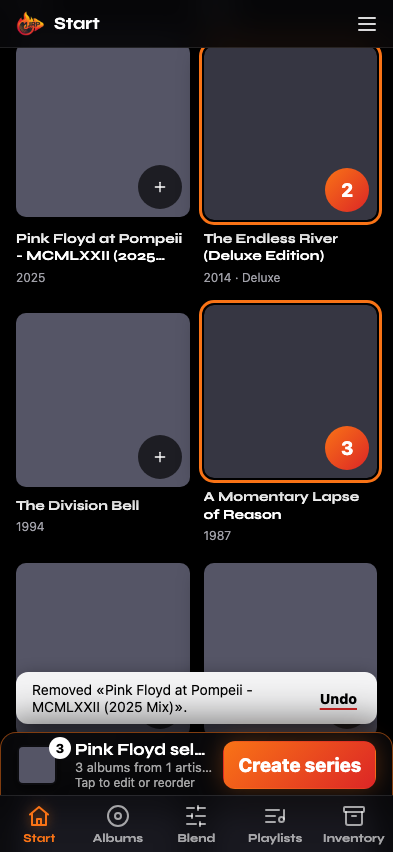 Start
Pink Floyd at Pompeii
- MCMLXXII (2025...
2025
2
The Endless River
(Deluxe Edition)
2014 · Deluxe
The Division Bell
1994
3
A Momentary Lapse
of Reason
1987
Removed «Pink Floyd at Pompeii -
MCMLXXII (2025 Mix)».
Undo
3
Pink Floyd sel...
3 albums from 1 artis...
Tap to edit or reorder
Create series
Start
Albums
Blend
Playlists
Inventory